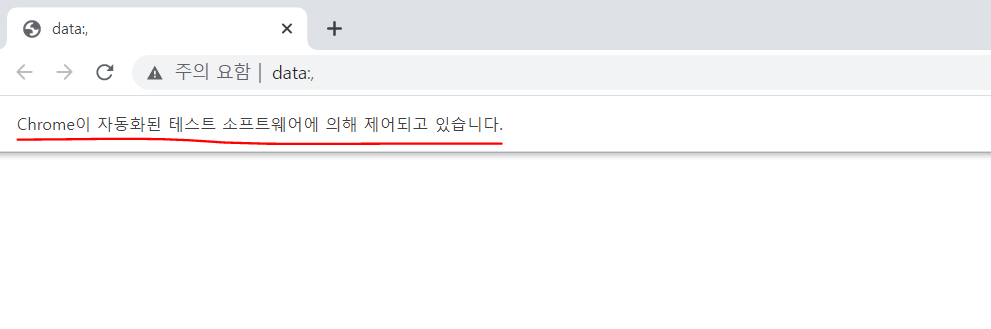 data:,
주의 요함 | data:,
Chrome이 자동화된 테스트 소프트웨어에 의해 제어되고 있습니다.